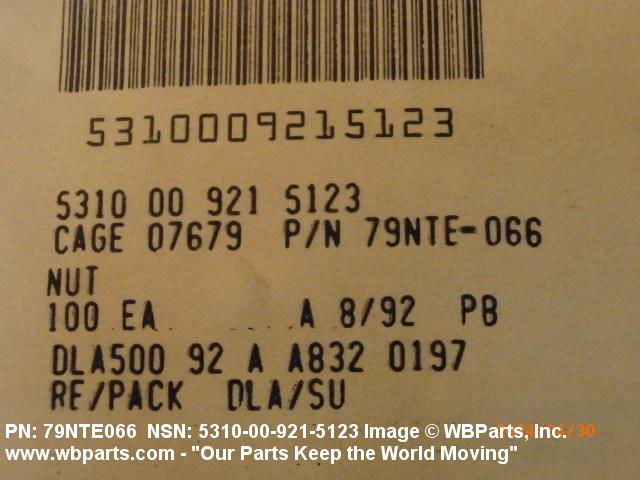 5310009215123
5310 00 921 5123
CAGE 07679 P/N 79NTE-066
NUT
100 EA. A 8/92 PB
DLA500 92 A A832 0197
RE/PACK DLA/SU
PN: 79NTE066 NSN: 5310-00-921-5123 Image © WBParts, Inc.
www.wbparts.com - "Our Parts Keep the World Moving"